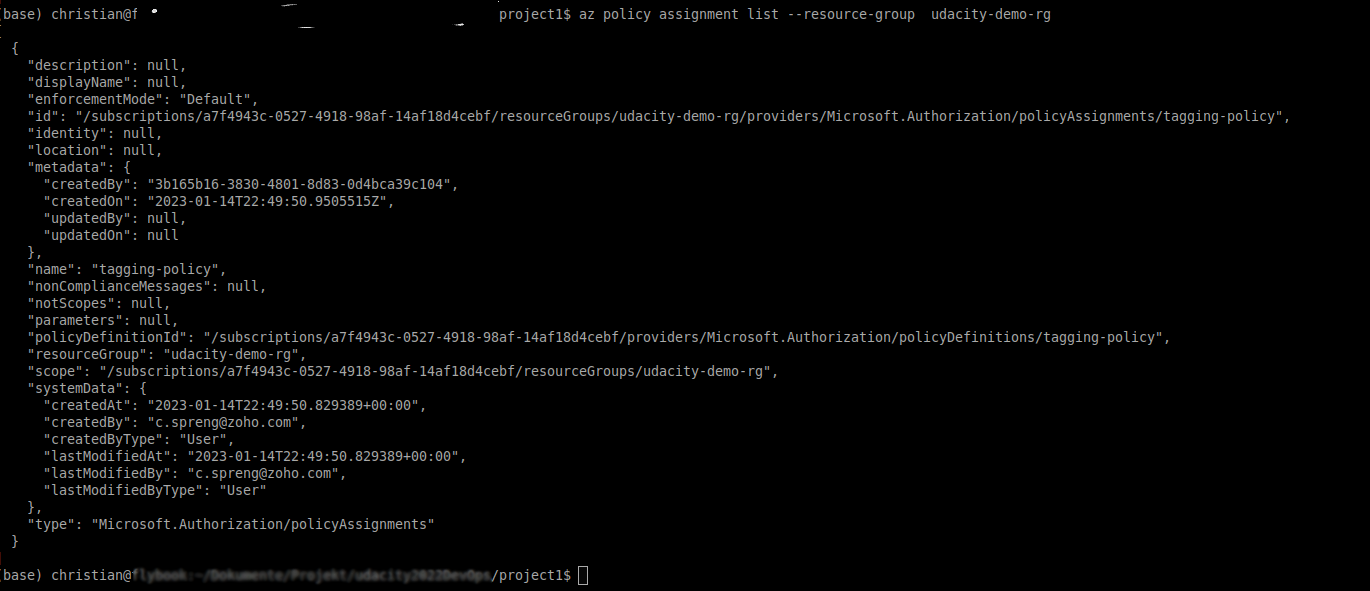 (base) christian@f project1$ az policy assignment list --resource-group  udacity-demo-rg
[
  {
    "description": null,
    "displayName": null,
    "enforcementMode": "Default",
    "id": "/subscriptions/a7f4943c-0527-4918-98af-14af18d4cebf/resourceGroups/udacity-demo-rg/providers/Microsoft.Authorization/policyAssignments/tagging-policy",
    "identity": null,
    "location": null,
    "metadata": {
      "createdBy": "3b165b16-3830-4801-8d83-0d4bca39c104",
      "createdOn": "2023-01-14T22:49:50.9505515Z",
      "updatedBy": null,
      "updatedOn": null
    },
    "name": "tagging-policy",
    "nonComplianceMessages": null,
    "notScopes": null,
    "parameters": null,
    "policyDefinitionId": "/subscriptions/a7f4943c-0527-4918-98af-14af18d4cebf/providers/Microsoft.Authorization/policyDefinitions/tagging-policy",
    "resourceGroup": "udacity-demo-rg",
    "scope": "/subscriptions/a7f4943c-0527-4918-98af-14af18d4cebf/resourceGroups/udacity-demo-rg",
    "systemData": {
      "createdAt": "2023-01-14T22:49:50.829389+00:00",
      "createdBy": "c.spreng@zoho.com",
      "createdByType": "User",
      "lastModifiedAt": "2023-01-14T22:49:50.829389+00:00",
      "lastModifiedBy": "c.spreng@zoho.com",
      "lastModifiedByType": "User"
    },
    "type": "Microsoft.Authorization/policyAssignments"
  }
]
(base) christian@ /project1$